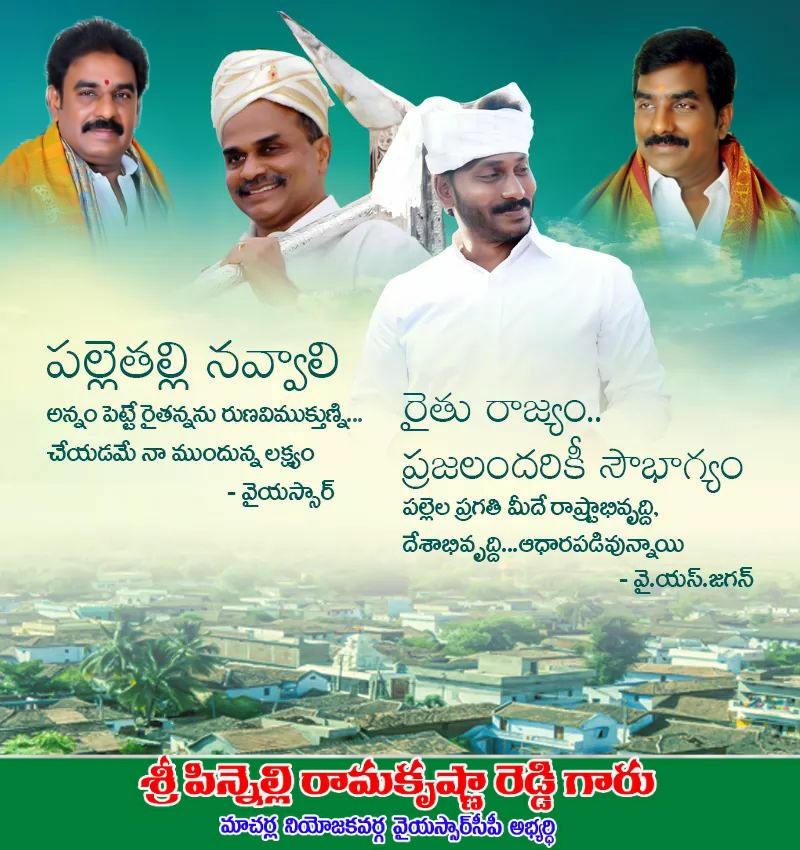 పల్లెతల్లి నవ్వాలి
అన్నం పెట్టే రైతన్నను రుణవిముక్తుణ్ని...
చేయడమే నా ముందున్న లక్ష్యం
- వైయస్సార్
రైతు రాజ్యం..
ప్రజలందరికీ సౌభాగ్యం
పల్లెల ప్రగతి మీదే రాష్ట్రాభివృద్ది,
దేశాభివృద్ది...ఆధారపడివున్నాయి
- వై.యస్.జగన్
శ్రీ పిన్నెల్లి రామకృష్ణా రెడ్డి గారు
మాచర్ల నియోజకవర్గ వైయస్సార్‌సీపీ అభ్యర్ధి